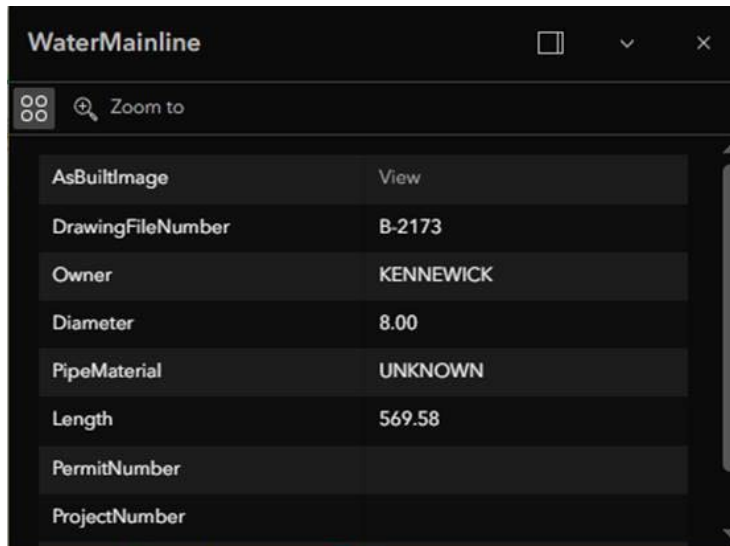 WaterMainline
Zoom to
AsBuiltImage View
DrawingFileNumber B-2173
Owner KENNEWICK
Diameter 8.00
PipeMaterial UNKNOWN
Length 569.58
PermitNumber
ProjectNumber